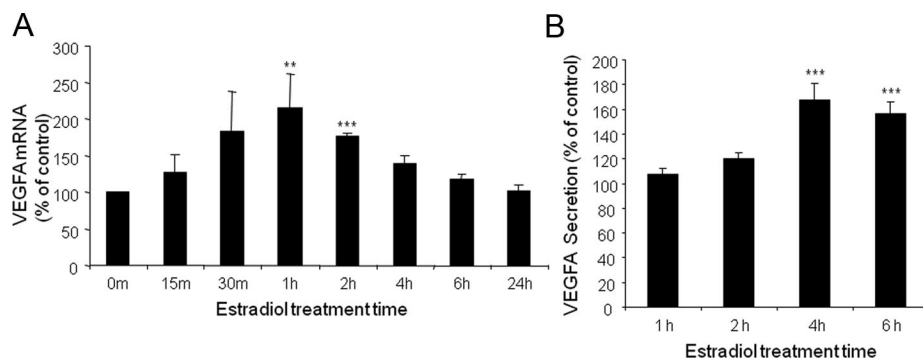 A
VEGFA mRNA
(% of control)
300
250
200
150
100
50
0
**
***
0m 15m 30m 1h 2h 4h 6h 24h
Estradiol treatment time
B
VEGFA Secretion (% of control)
200
180
160
140
120
100
80
60
40
20
0
***
***
1 h 2 h 4h 6 h
Estradiol treatment time